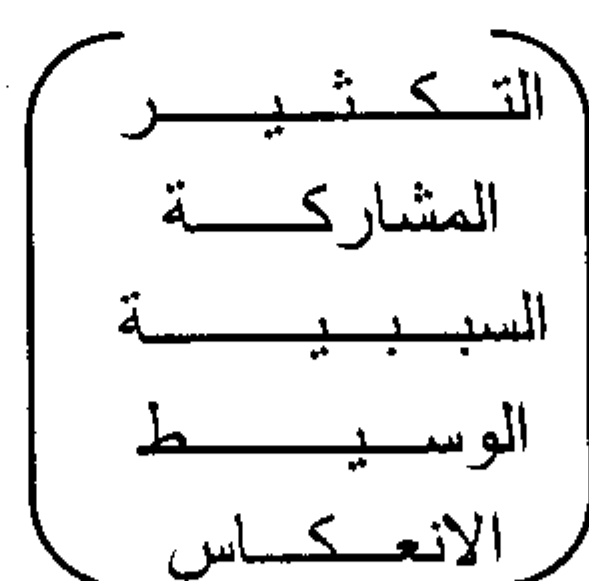 التكثير
المشاركة
السببية
الوسيط
الانعكاس